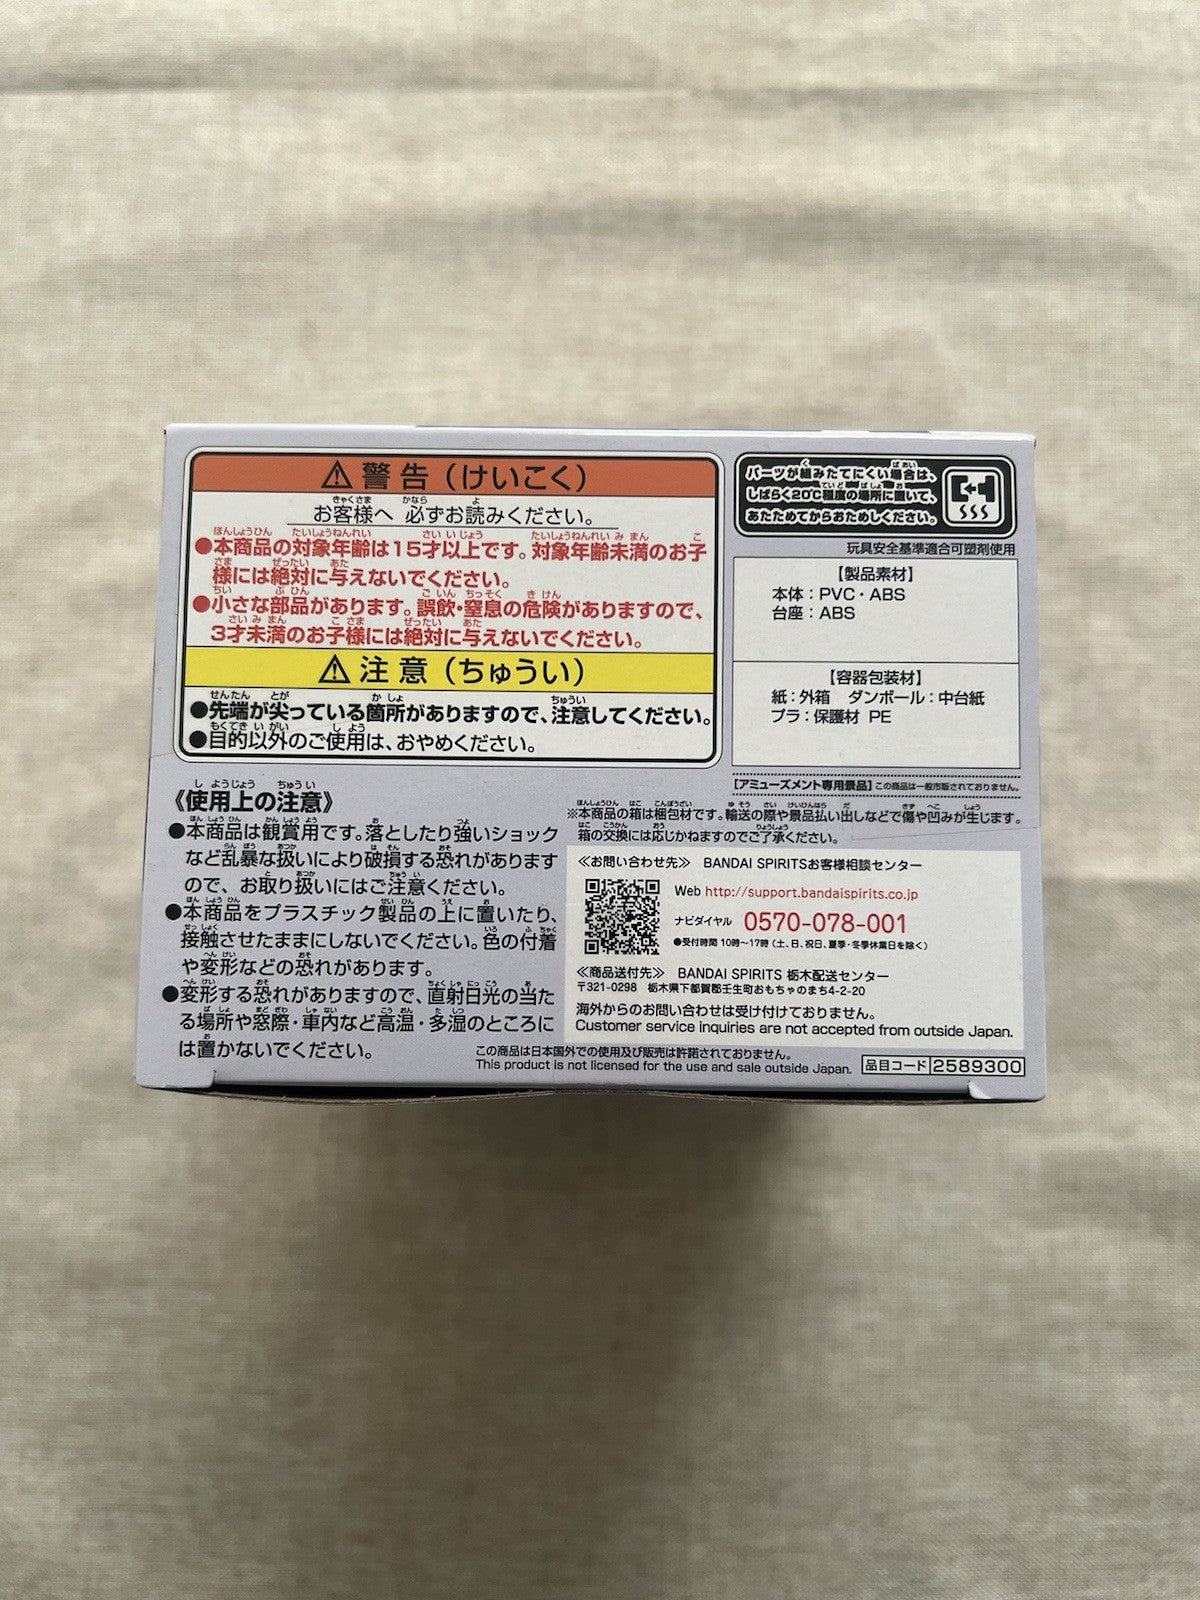 ⚠警告（けいこく）
お客様へ 必ずお読みください。
●本商品の対象年齢は15才以上です。対象年齢未満のお子
様には絶対に与えないでください。
●小さな部品があります。誤飲・窒息の危険がありますので、
3才未満のお子様には絶対に与えないでください。
⚠注意（ちゅうい）
●先端が尖っている箇所がありますので、注意してください。
●目的以外のご使用は、おやめください。
パーツが組みたてにくい場合は、
しばらく20℃程度の場所に置いて、
あたためてからおためしください。
玩具安全基準適合可塑剤使用
【製品素材】
本体：PVC・ABS
台座：ABS
【容器包装材】
紙：外箱 ダンボール：中台紙
プラ：保護材 PE
【アミューズメント専用景品】この商品は一般市販されておりません。
《使用上の注意》
●本商品は観賞用です。落としたり強いショック
など乱暴な扱いにより破損する恐れがあります
ので、お取り扱いにはご注意ください。
●本商品をプラスチック製品の上に置いたり、
接触させたままにしないでください。色の付着
や変形などの恐れがあります。
●変形する恐れがありますので、直射日光の当た
る場所や窓際・車内など高温・多湿のところに
は置かないでください。
※本商品の箱は梱包材です。輸送の際や景品払い出しなどで傷や凹みが生じます。
箱の交換には応じかねますのでご了承ください。
≪お問い合わせ先≫ BANDAI SPIRITSお客様相談センター
Web http://support.bandaispirits.co.jp
ナビダイヤル 0570-078-001
●受付時間 10時〜17時（土、日、祝日、夏季・冬季休業日を除く）
≪商品送付先≫ BANDAI SPIRITS 栃木配送センター
〒321-0298 栃木県下都賀郡壬生町おもちゃのまち4-2-20
海外からのお問い合わせは受け付けておりません。
Customer service inquiries are not accepted from outside Japan.
この商品は日本国外での使用及び販売は許諾されておりません。
This product is not licensed for the use and sale outside Japan.
品目コード 2589300